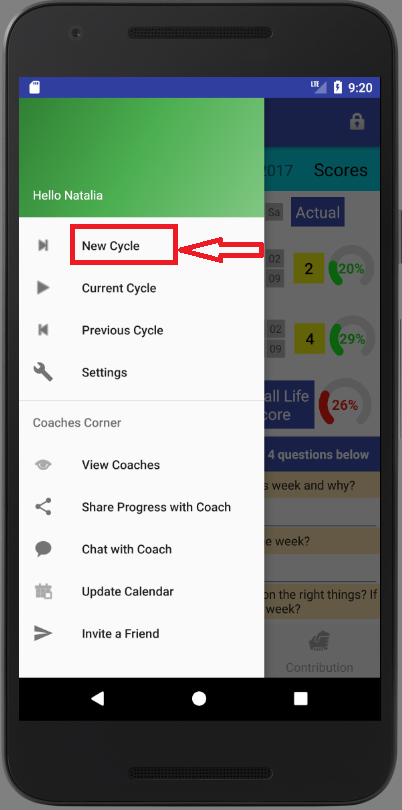 LTE 9:20
2017 Scores
Hello Natalia
Sa Actual
New Cycle
02
2 20%
09
Current Cycle
Previous Cycle
02
4 29%
09
Settings
all Life
core
26%
Coaches Corner
4 questions below
View Coaches
s week and why?
Share Progress with Coach
e week?
Chat with Coach
Update Calendar
on the right things? If
week?
Invite a Friend
Contribution